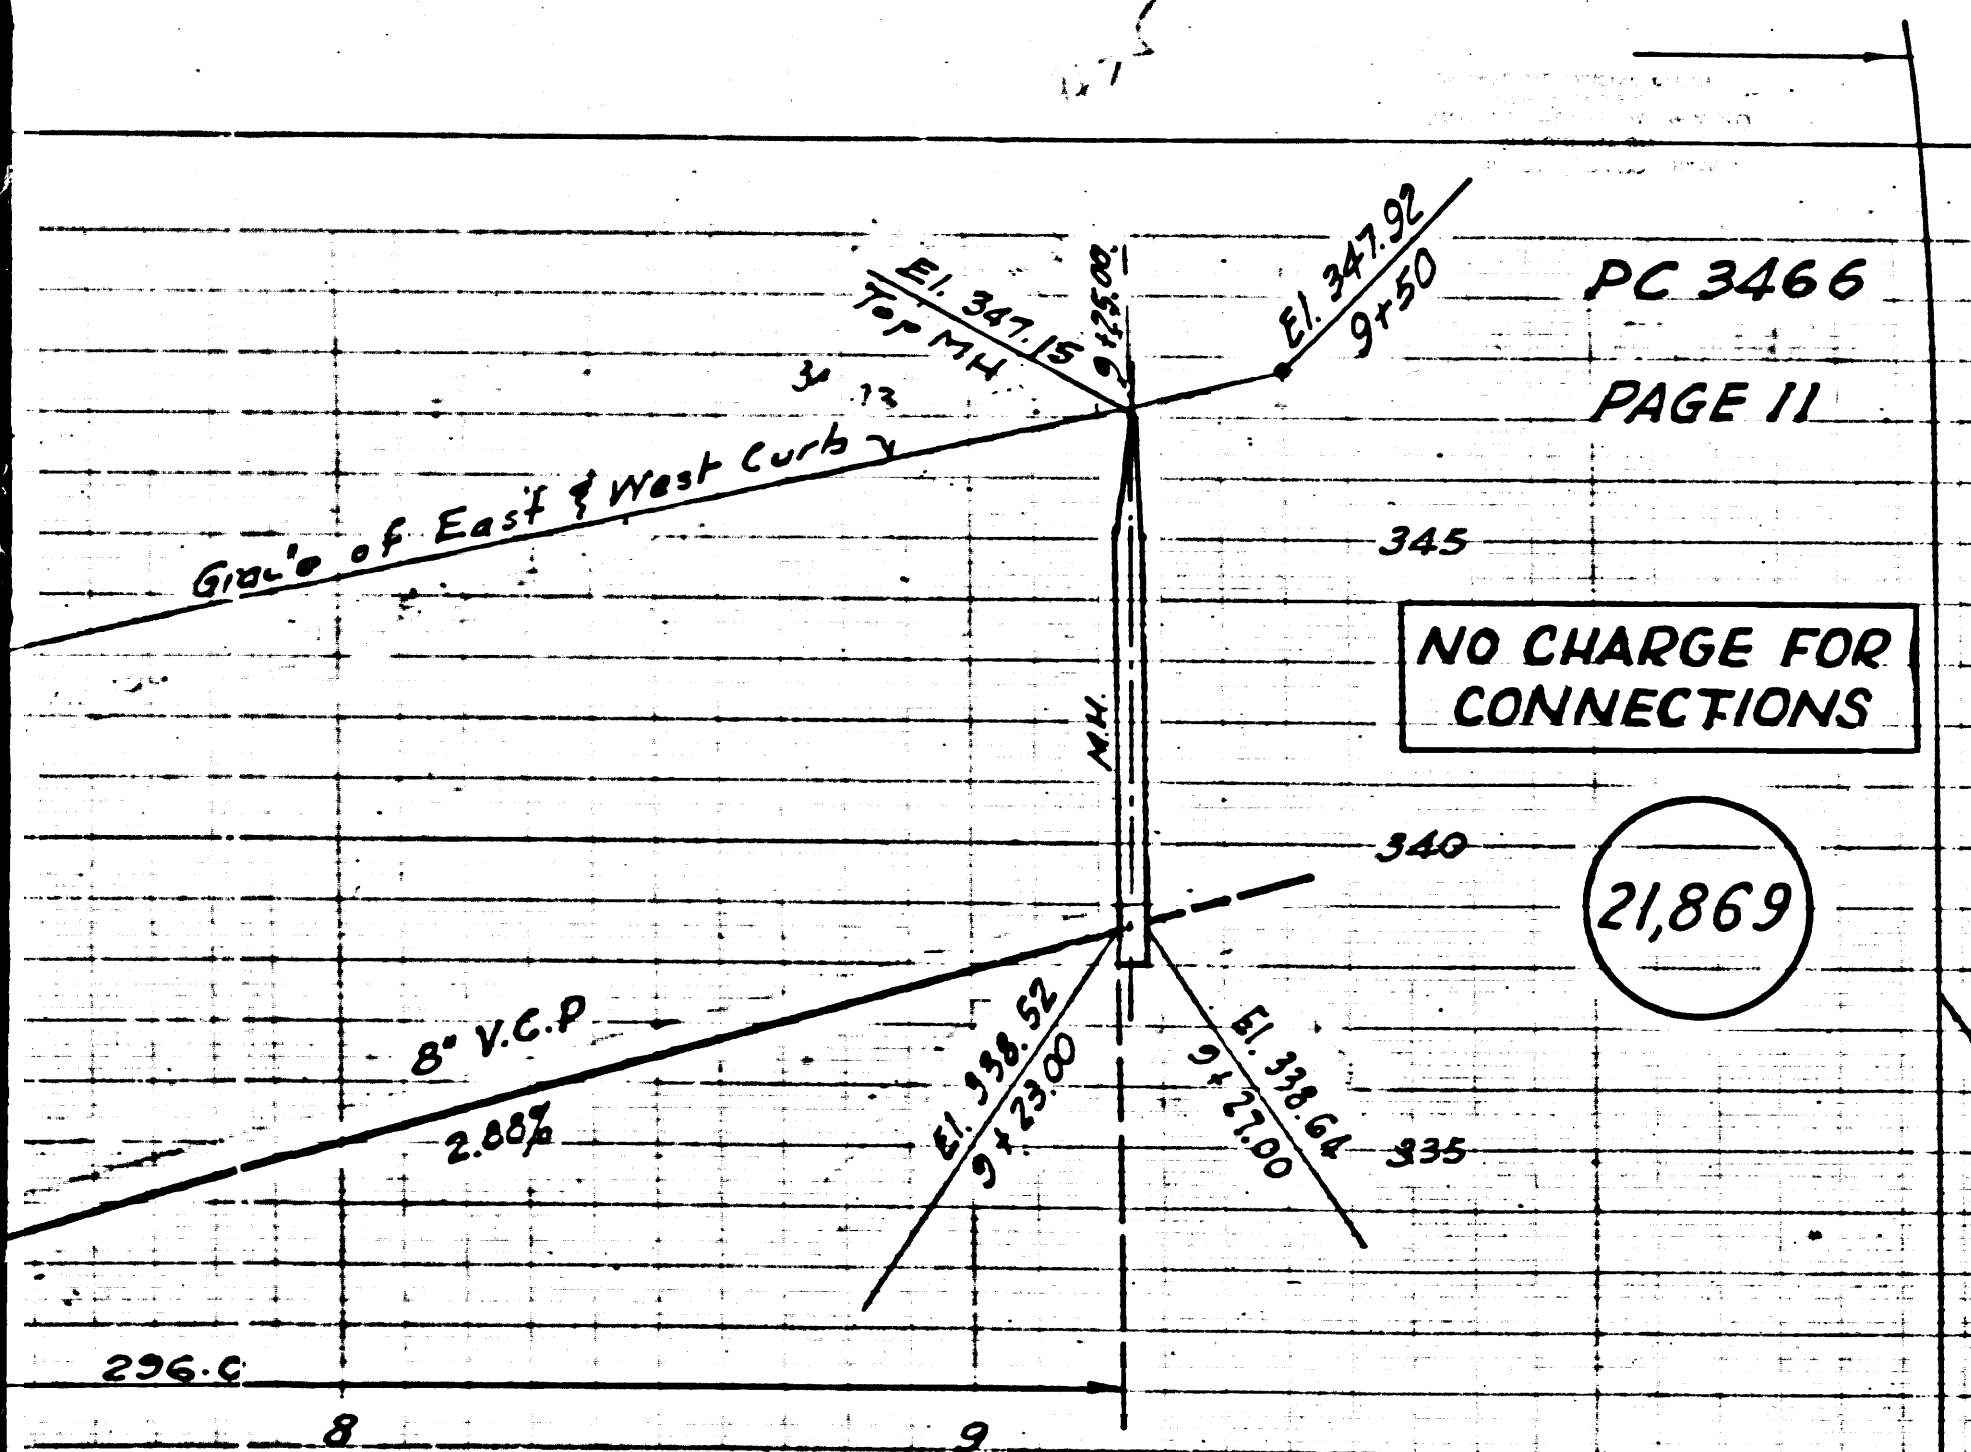 El. 347.15
Top MH
9+25.00
El. 347.92
9+50
PC 3466
PAGE 11
of East & West Curb
345
NO CHARGE FOR
CONNECTIONS
M.H.
340
21,869
8" V.C.P
2.88%
El. 338.52
9+23.00
El. 338.64
9+27.00
335
296.0
8
9